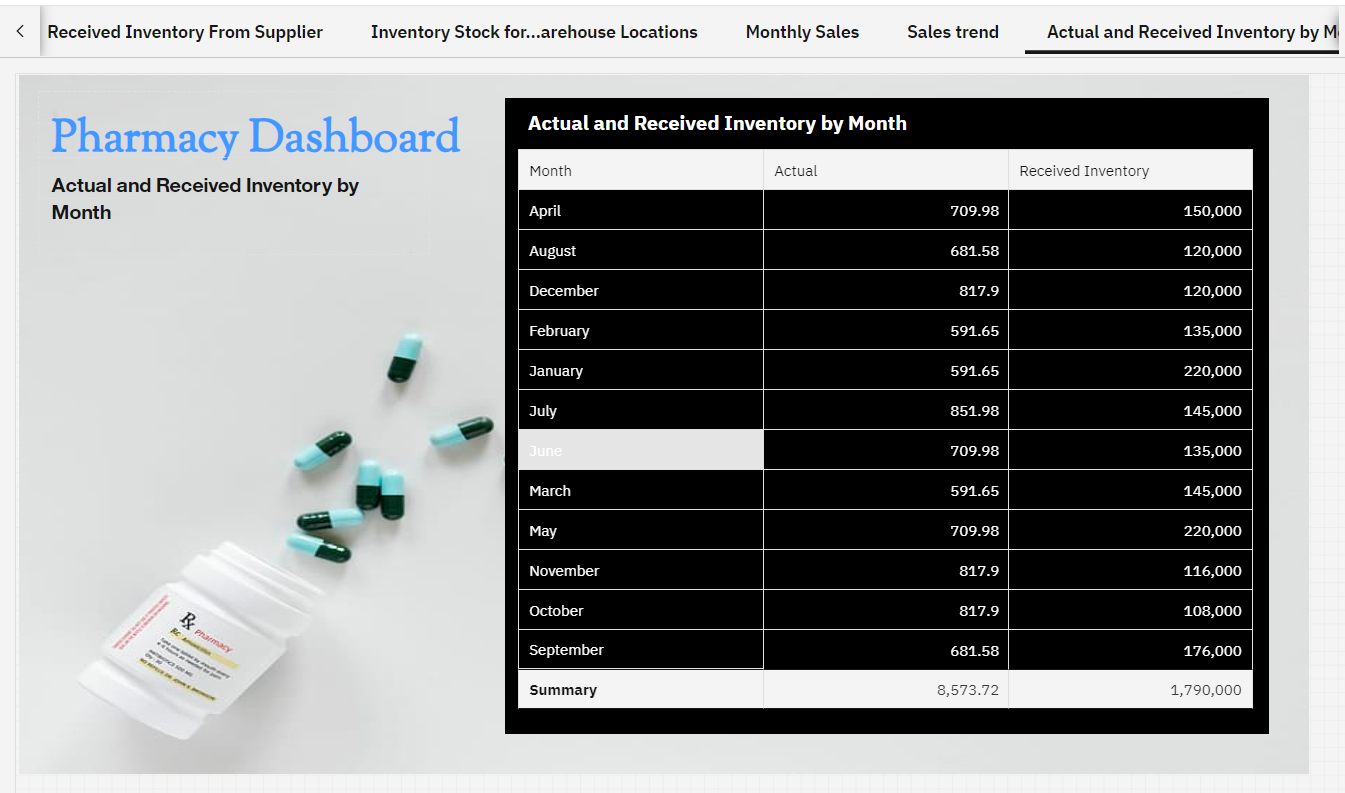 Received Inventory From Supplier
Inventory Stock for...arehouse Locations
Monthly Sales
Sales trend
Actual and Received Inventory by M
Pharmacy Dashboard
Actual and Received Inventory by
Month
Actual and Received Inventory by Month
Month Actual Received Inventory
April 709.98 150,000
August 681.58 120,000
December 817.9 120,000
February 591.65 135,000
January 591.65 220,000
July 851.98 145,000
June 709.98 135,000
March 591.65 145,000
May 709.98 220,000
November 817.9 116,000
October 817.9 108,000
September 681.58 176,000
Summary 8,573.72 1,790,000
Rx Pharmacy